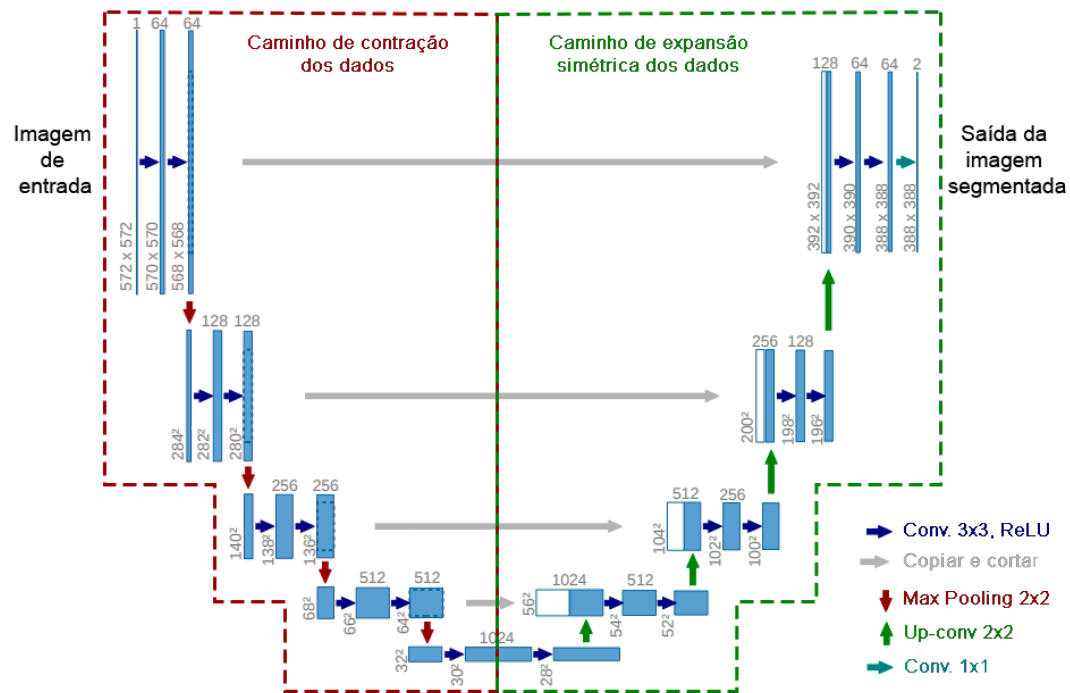 1 64 64
Caminho de contração
dos dados
Caminho de expansão
simétrica dos dados
128 64 64 2
Imagem
de
entrada
Saída da
imagem
segmentada
572 x 572
570 x 570
568 x 568
392 x 392
390 x 390
388 x 388
388 x 388
128 128
256 128
284²
282²
280²
200²
198²
196²
256 256
512 256
140²
138²
136²
104²
102²
100²
512 512
1024 512
68²
66²
64²
56²
54²
52²
1024
32²
30²
28²
Conv. 3x3, ReLU
Copiar e cortar
Max Pooling 2x2
Up-conv 2x2
Conv. 1x1